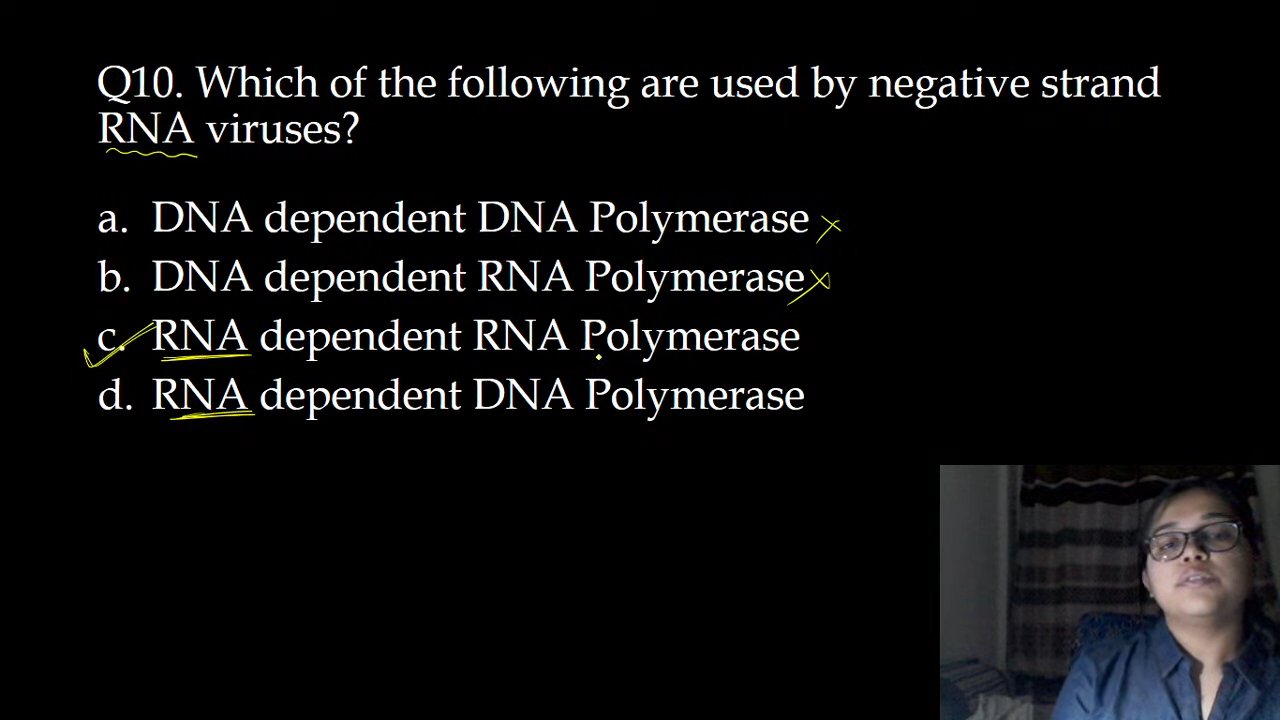 Q10. Which of the following are used by negative strand
RNA viruses?
a. DNA dependent DNA Polymerase
b. DNA dependent RNA Polymerase
c. RNA dependent RNA Polymerase
d. RNA dependent DNA Polymerase